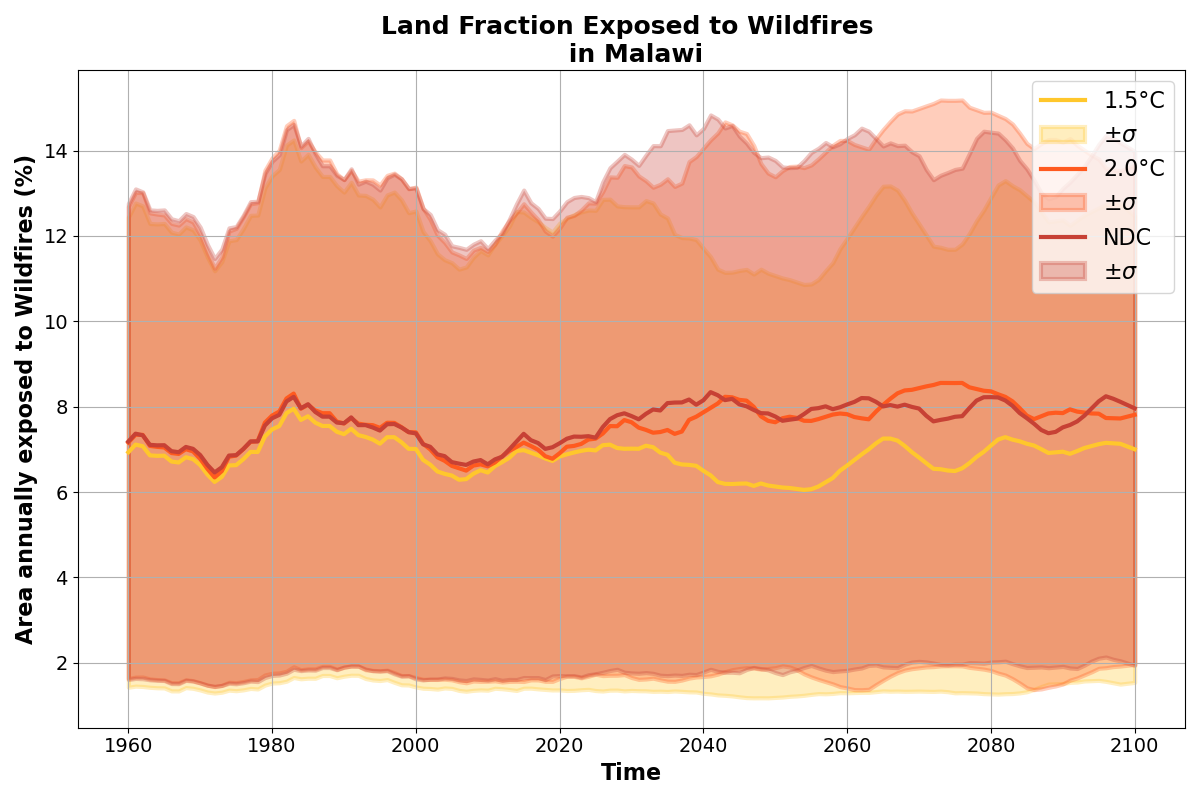 Land Fraction Exposed to Wildfires
in Malawi
Area annually exposed to Wildfires (%)
14
12
10
8
6
4
2
1960
1980
2000
2020
2040
2060
2080
2100
Time
1.5°C
±σ
2.0°C
±σ
NDC
±σ